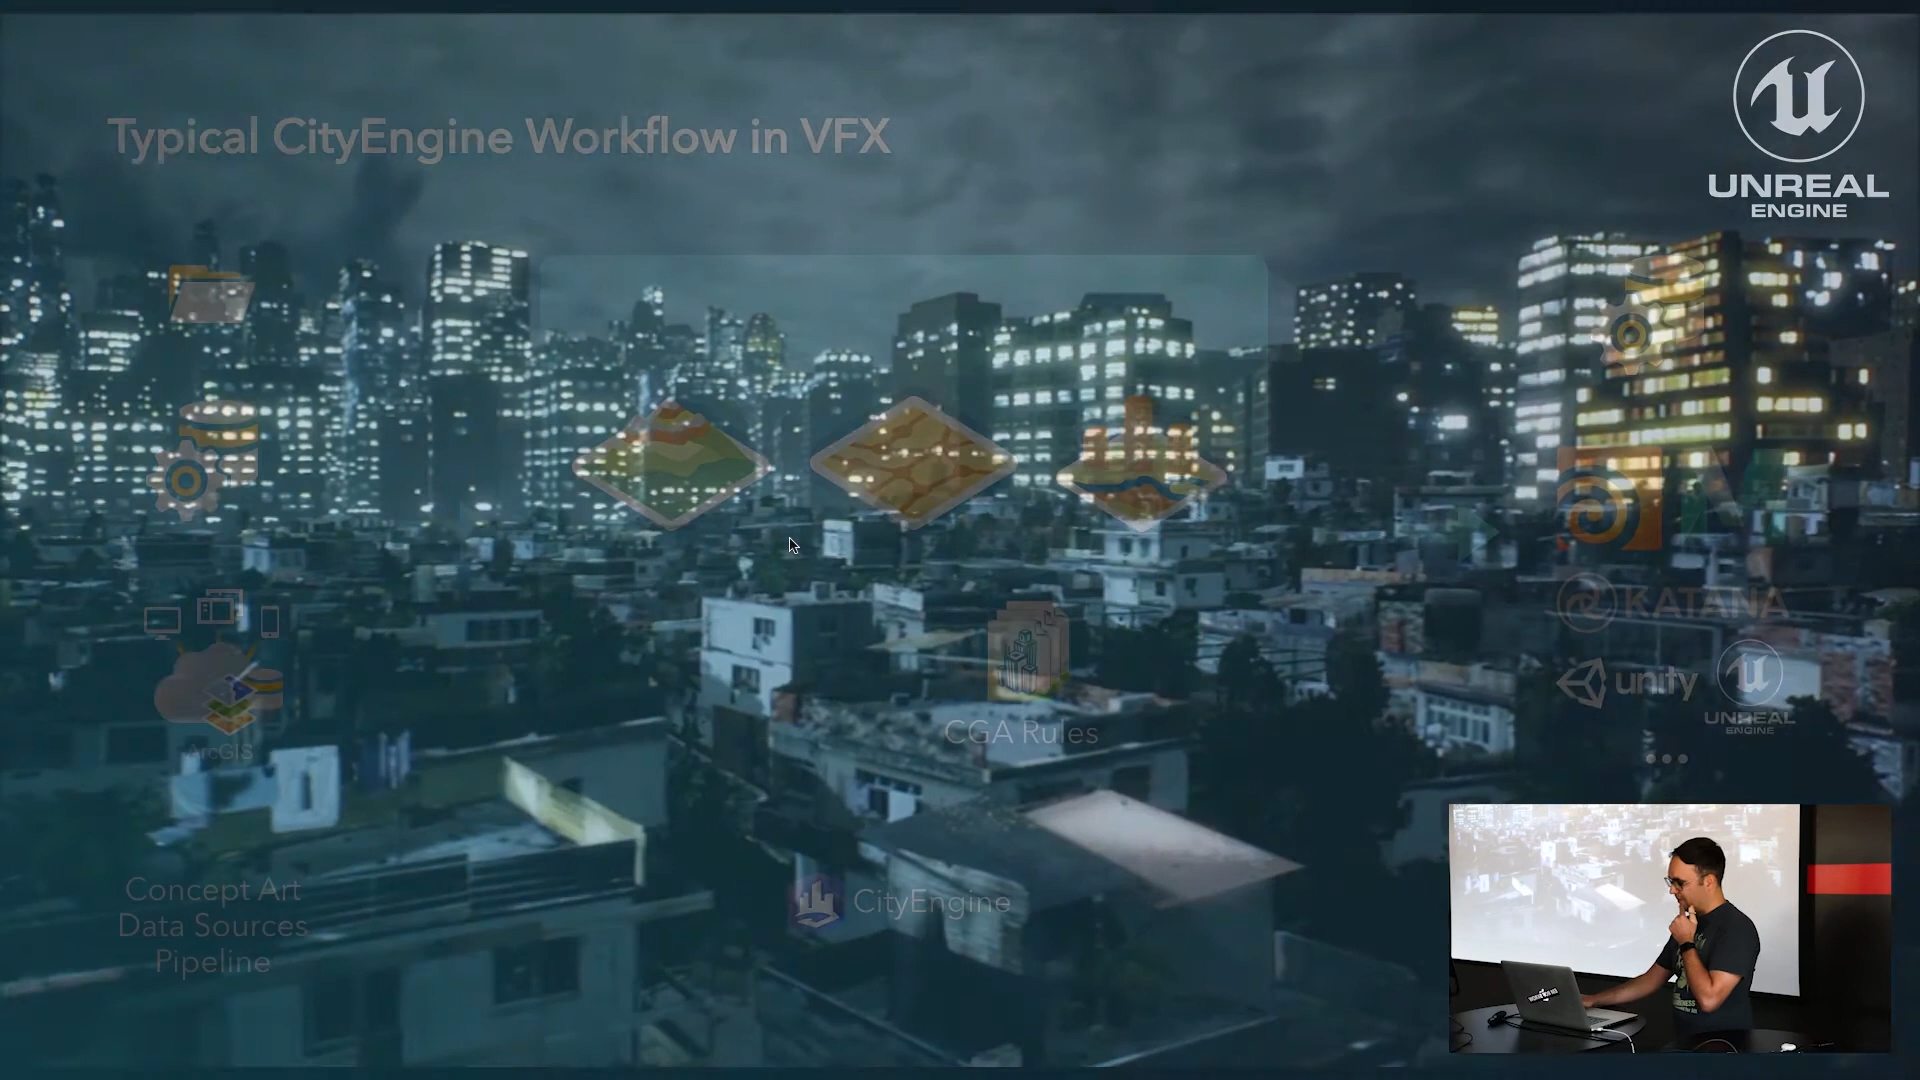 Typical CityEngine Workflow in VFX
UNREAL
ENGINE
KATANA
unity
UNREAL
ENGINE
ArcGIS
CGA Rules
CityEngine
Concept Art
Data Sources
Pipeline